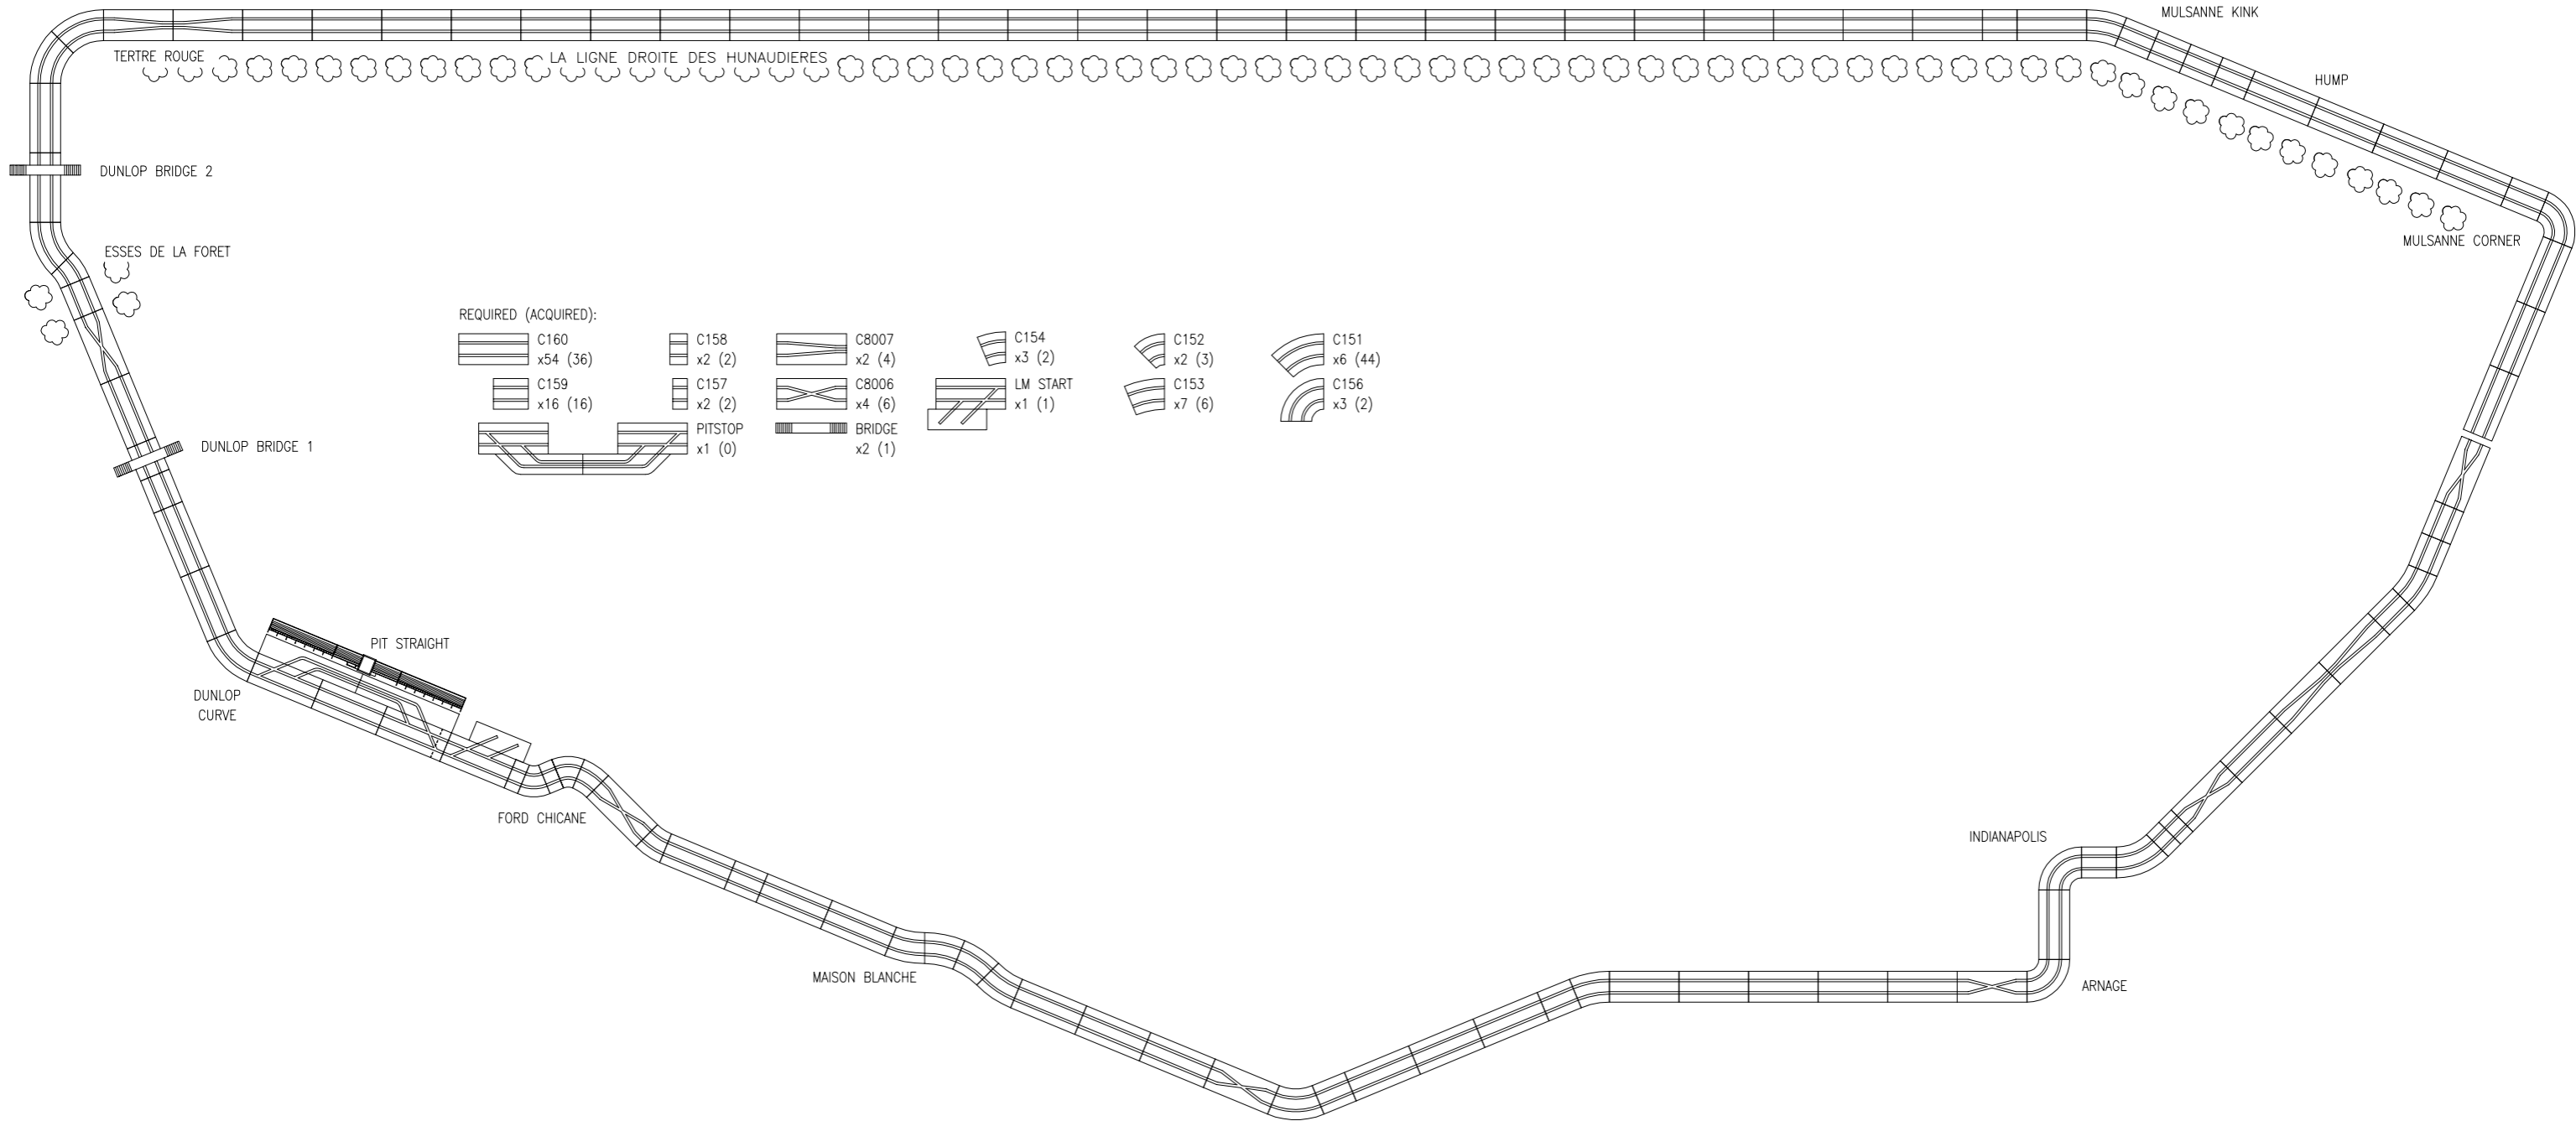 MULSANNE KINK
TERTRE ROUGE
LA LIGNE DROITE DES HUNAUDIERES
HUMP
DUNLOP BRIDGE 2
MULSANNE CORNER
ESSES DE LA FORET
REQUIRED (ACQUIRED):
C160
x54 (36)
C158
x2 (2)
C8007
x2 (4)
C154
x3 (2)
C152
x2 (3)
C151
x6 (44)
C159
x16 (16)
C157
x2 (2)
C8006
x4 (6)
LM START
x1 (1)
C153
x7 (6)
C156
x3 (2)
PITSTOP
x1 (0)
BRIDGE
x2 (1)
DUNLOP BRIDGE 1
PIT STRAIGHT
DUNLOP
CURVE
FORD CHICANE
INDIANAPOLIS
MAISON BLANCHE
ARNAGE